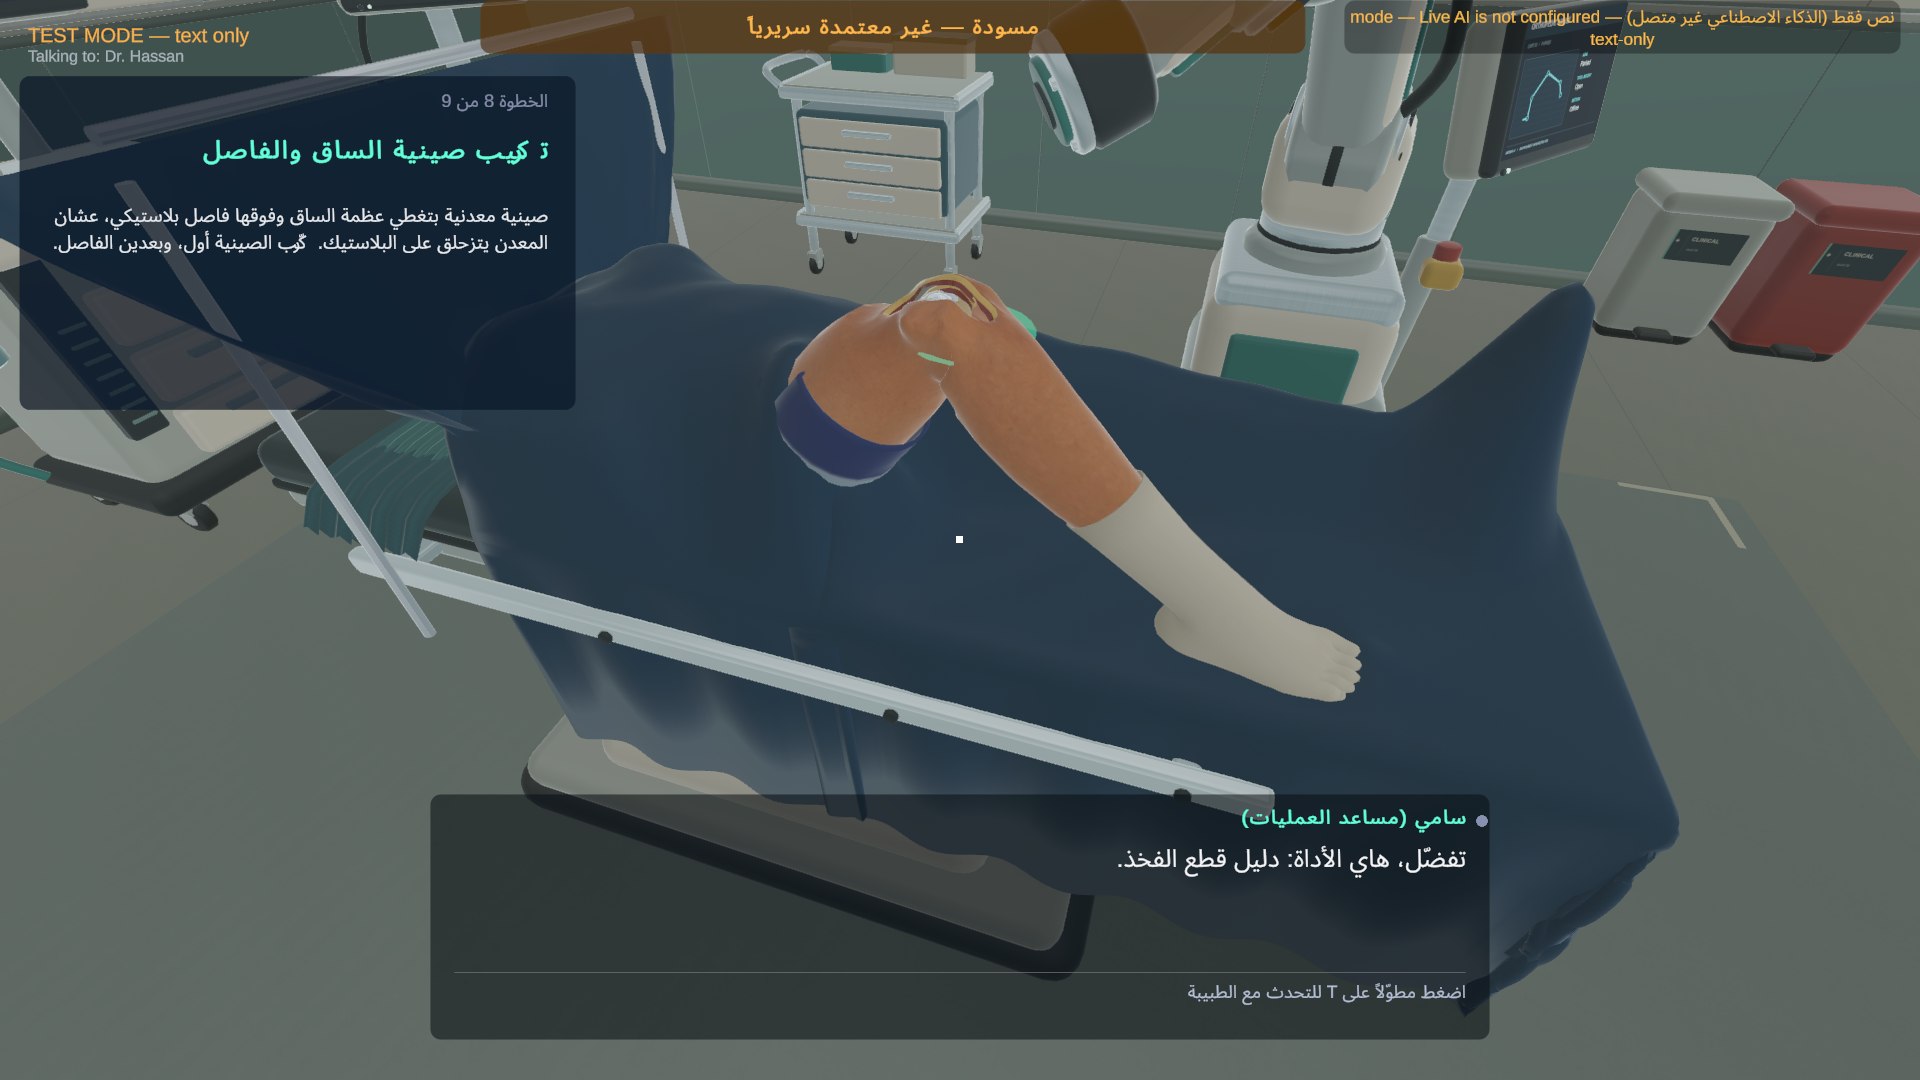 TEST MODE — text only
Talking to: Dr. Hassan
مسودة — غير معتمدة سريرياً
نص فقط (الذكاء الاصطناعي غير متصل) — mode — Live AI is not configured
text-only
الخطوة 8 من 9
تركيب صينية الساق والفاصل
صينية معدنية بتغطي عظمة الساق وفوقها فاصل بلاستيكي، عشان
المعدن يتزحلق على البلاستيك. ركّب الصينية أول، وبعدين الفاصل.
CLINICAL
CLINICAL
سامي (مساعد العمليات)
تفضّل، هاي الأداة: دليل قطع الفخذ.
اضغط مطوّلاً على T للتحدث مع الطبيبة